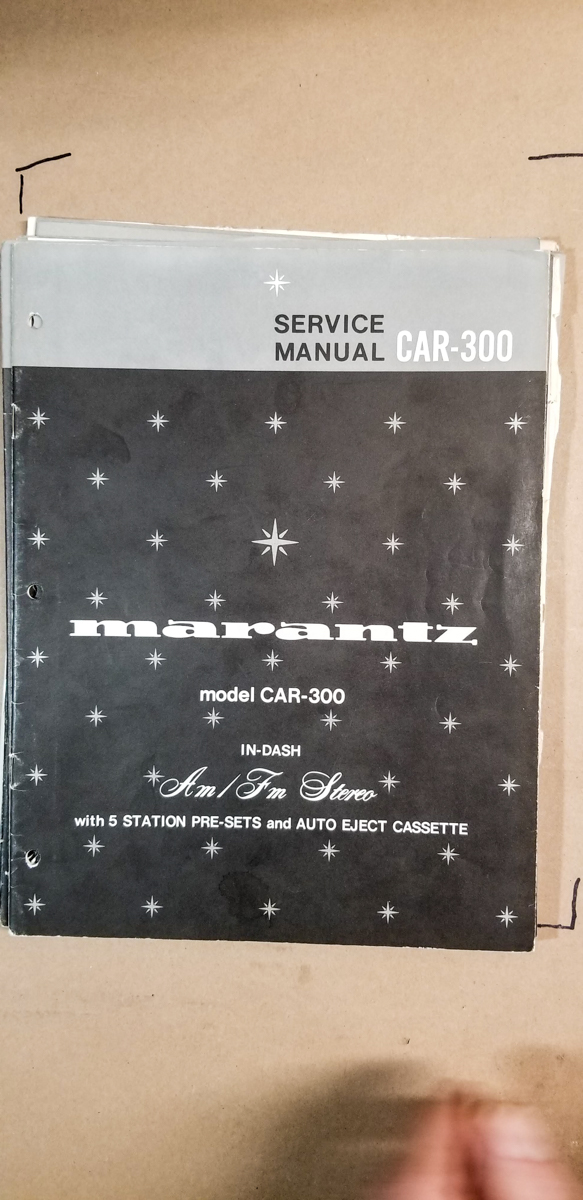 SERVICE
MANUAL CAR-300
marantz
model CAR-300
IN-DASH
Am/Fm Stereo
with 5 STATION PRE-SETS and AUTO EJECT CASSETTE